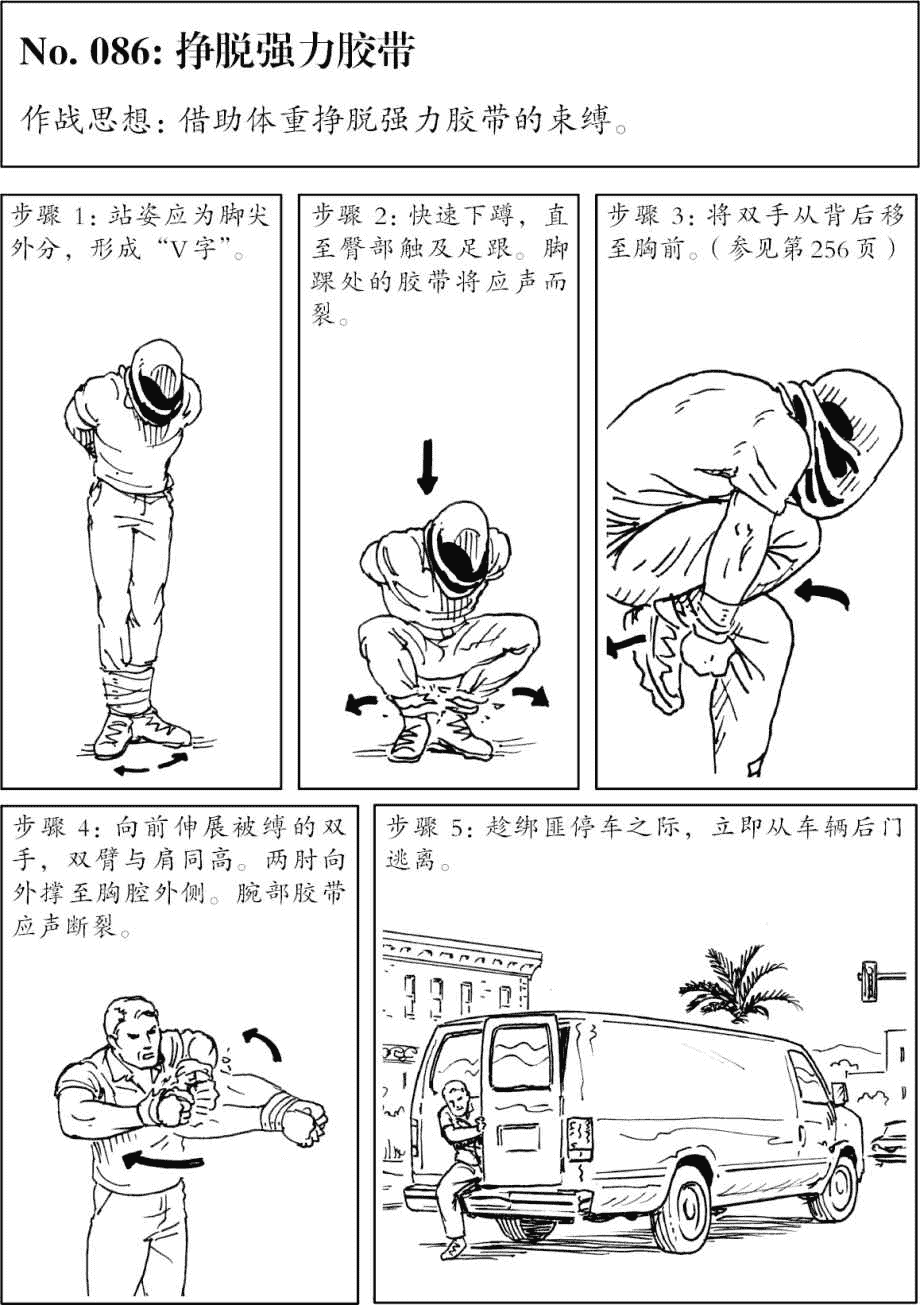 No. 086: 挣脱强力胶带
作战思想：借助体重挣脱强力胶带的束缚。
步骤 1：站姿应为脚尖
外分，形成“V字”。
步骤 2：快速下蹲，直
至臀部触及足跟。脚
踝处的胶带将应声而
裂。
步骤 3：将双手从背后移
至胸前。（参见第 256 页）
步骤 4：向前伸展被缚的双
手，双臂与肩同高。两肘向
外撑至胸腔外侧。腕部胶带
应声断裂。
步骤 5：趁绑匪停车之际，立即从车辆后门
逃离。